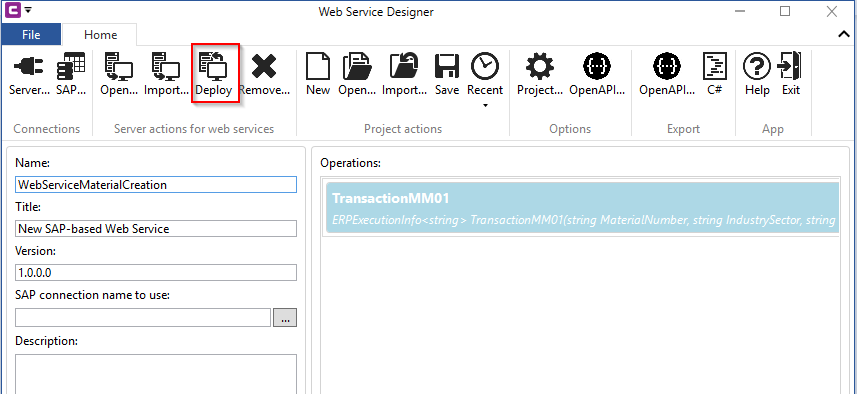 Web Service Designer
File
Home
Server... SAP... Open... Import... Deploy Remove... New Open... Import... Save Recent Project... OpenAPI... OpenAPI... C# Help Exit
Connections Server actions for web services Project actions Options Export App
Name:
WebServiceMaterialCreation
Title:
New SAP-based Web Service
Version:
1.0.0.0
SAP connection name to use:
...
Description:
Operations:
TransactionMM01
ERPExecutionInfo<string> TransactionMM01(string MaterialNumber, string IndustrySector, string